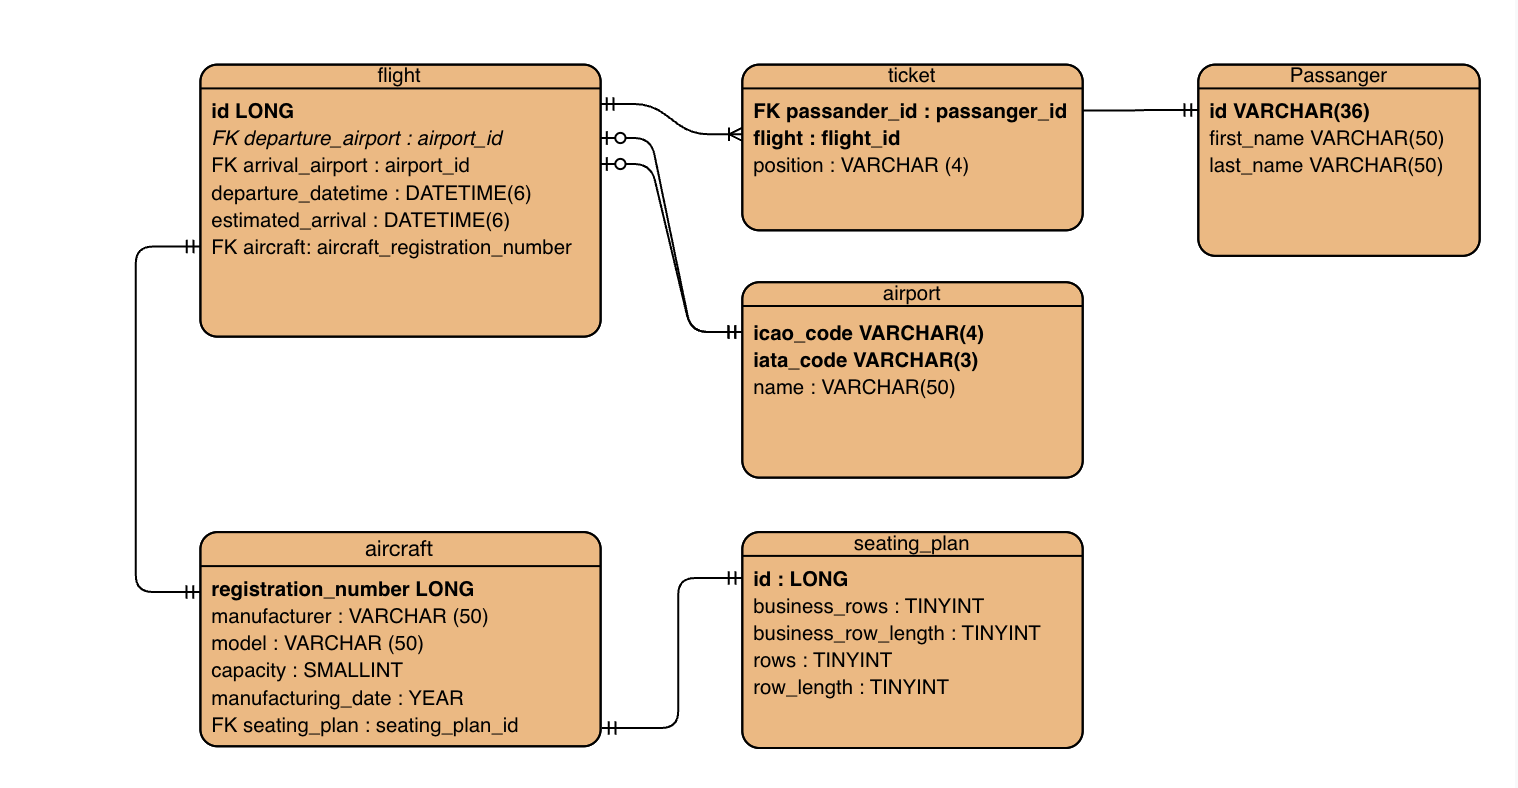 flight
id LONG
FK departure_airport : airport_id
FK arrival_airport : airport_id
departure_datetime : DATETIME(6)
estimated_arrival : DATETIME(6)
FK aircraft: aircraft_registration_number
ticket
FK passander_id : passanger_id
flight : flight_id
position : VARCHAR (4)
Passanger
id VARCHAR(36)
first_name VARCHAR(50)
last_name VARCHAR(50)
airport
icao_code VARCHAR(4)
iata_code VARCHAR(3)
name : VARCHAR(50)
aircraft
registration_number LONG
manufacturer : VARCHAR (50)
model : VARCHAR (50)
capacity : SMALLINT
manufacturing_date : YEAR
FK seating_plan : seating_plan_id
seating_plan
id : LONG
business_rows : TINYINT
business_row_length : TINYINT
rows : TINYINT
row_length : TINYINT